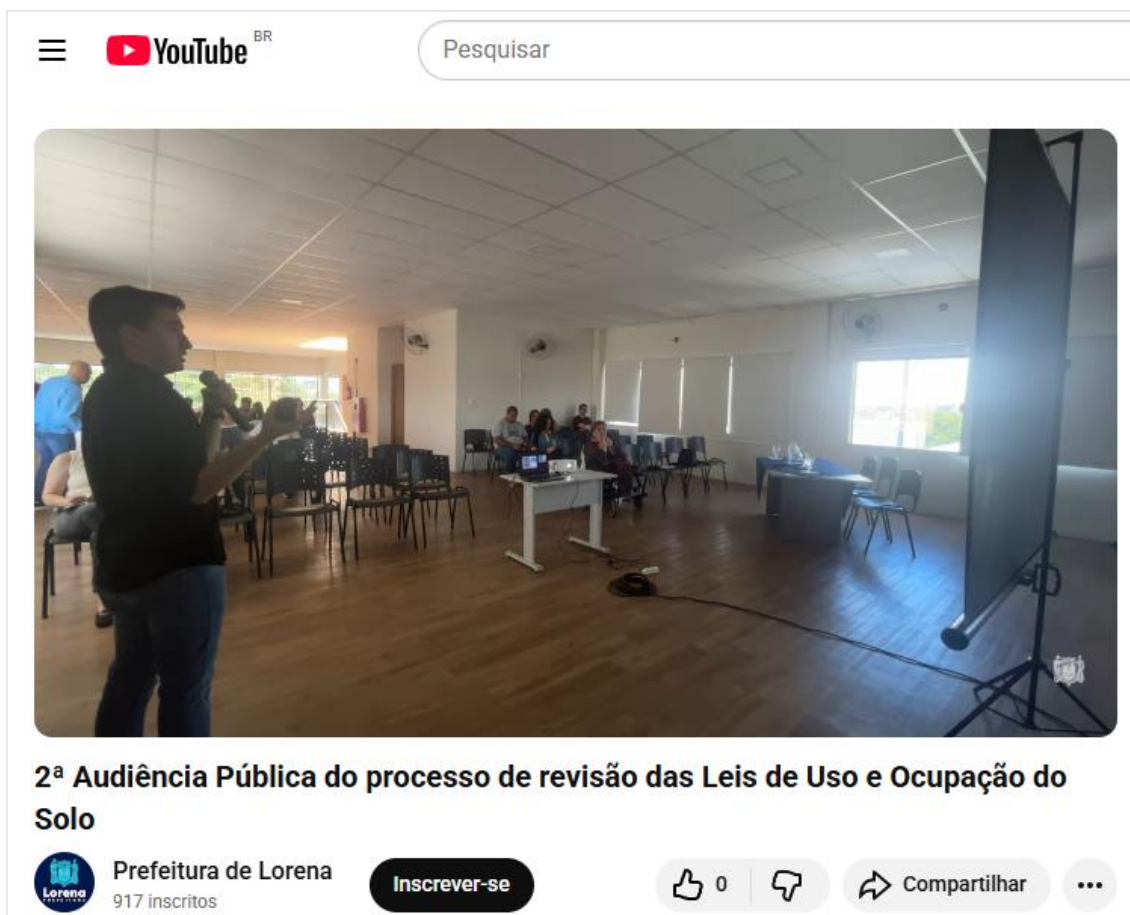 YouTube BR
Pesquisar
2ª Audiência Pública do processo de revisão das Leis de Uso e Ocupação do
Solo
Lorena
PREFEITURA
Prefeitura de Lorena
917 inscritos
Inscrever-se
0
Compartilhar